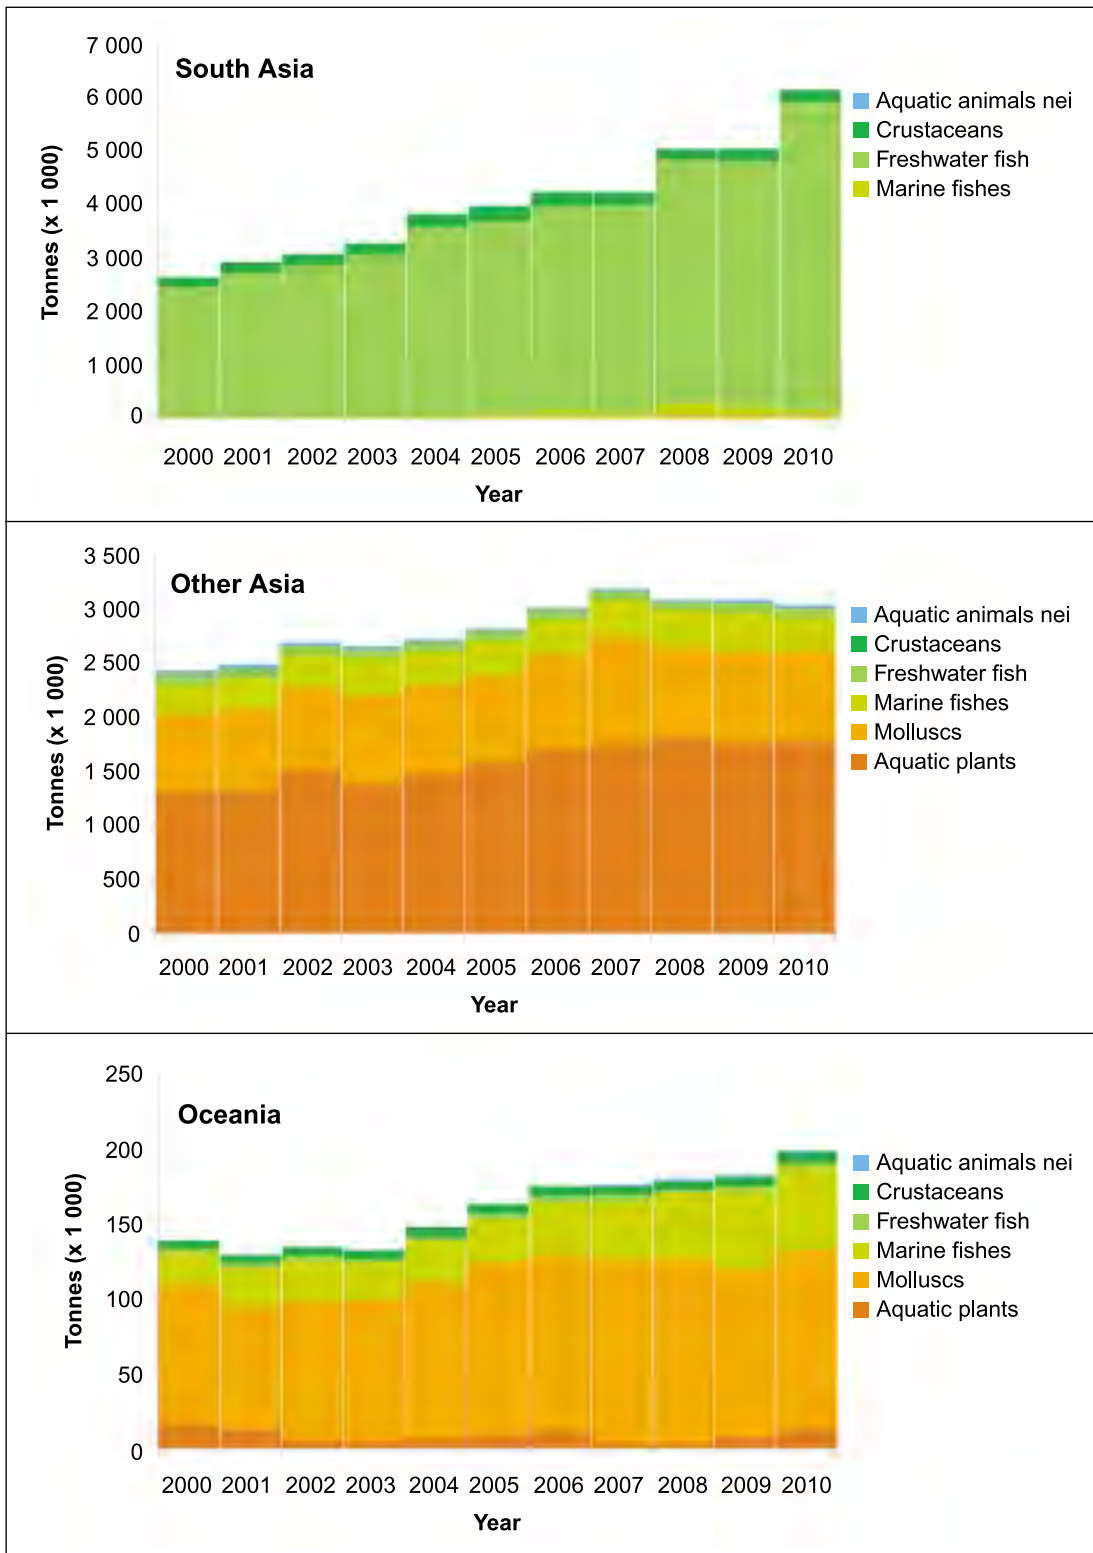 South Asia
7 000
6 000
5 000
4 000
3 000
2 000
1 000
0
Tonnes (x 1 000)
2000 2001 2002 2003 2004 2005 2006 2007 2008 2009 2010
Year
Aquatic animals nei
Crustaceans
Freshwater fish
Marine fishes
Other Asia
3 500
3 000
2 500
2 000
1 500
1 000
500
0
Tonnes (x 1 000)
2000 2001 2002 2003 2004 2005 2006 2007 2008 2009 2010
Year
Aquatic animals nei
Crustaceans
Freshwater fish
Marine fishes
Molluscs
Aquatic plants
Oceania
250
200
150
100
50
0
Tonnes (x 1 000)
2000 2001 2002 2003 2004 2005 2006 2007 2008 2009 2010
Year
Aquatic animals nei
Crustaceans
Freshwater fish
Marine fishes
Molluscs
Aquatic plants